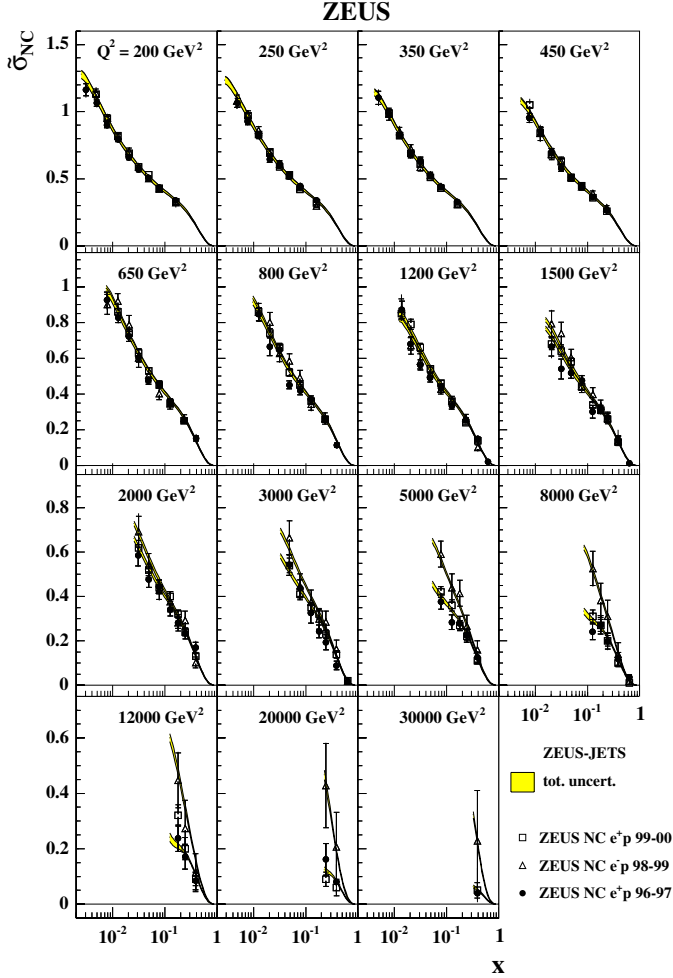 ZEUS
σ̃NC
Q² = 200 GeV²
250 GeV²
350 GeV²
450 GeV²
1.5
1
0.5
0
650 GeV²
800 GeV²
1200 GeV²
1500 GeV²
1
0.8
0.6
0.4
0.2
0
2000 GeV²
3000 GeV²
5000 GeV²
8000 GeV²
0.8
0.6
0.4
0.2
0
10⁻² 10⁻¹ 1
12000 GeV²
20000 GeV²
30000 GeV²
0.6
0.4
0.2
0
10⁻² 10⁻¹ 1 10⁻² 10⁻¹ 1 10⁻² 10⁻¹ 1
x
ZEUS-JETS
tot. uncert.
ZEUS NC e⁺p 99-00
ZEUS NC e⁻p 98-99
ZEUS NC e⁺p 96-97